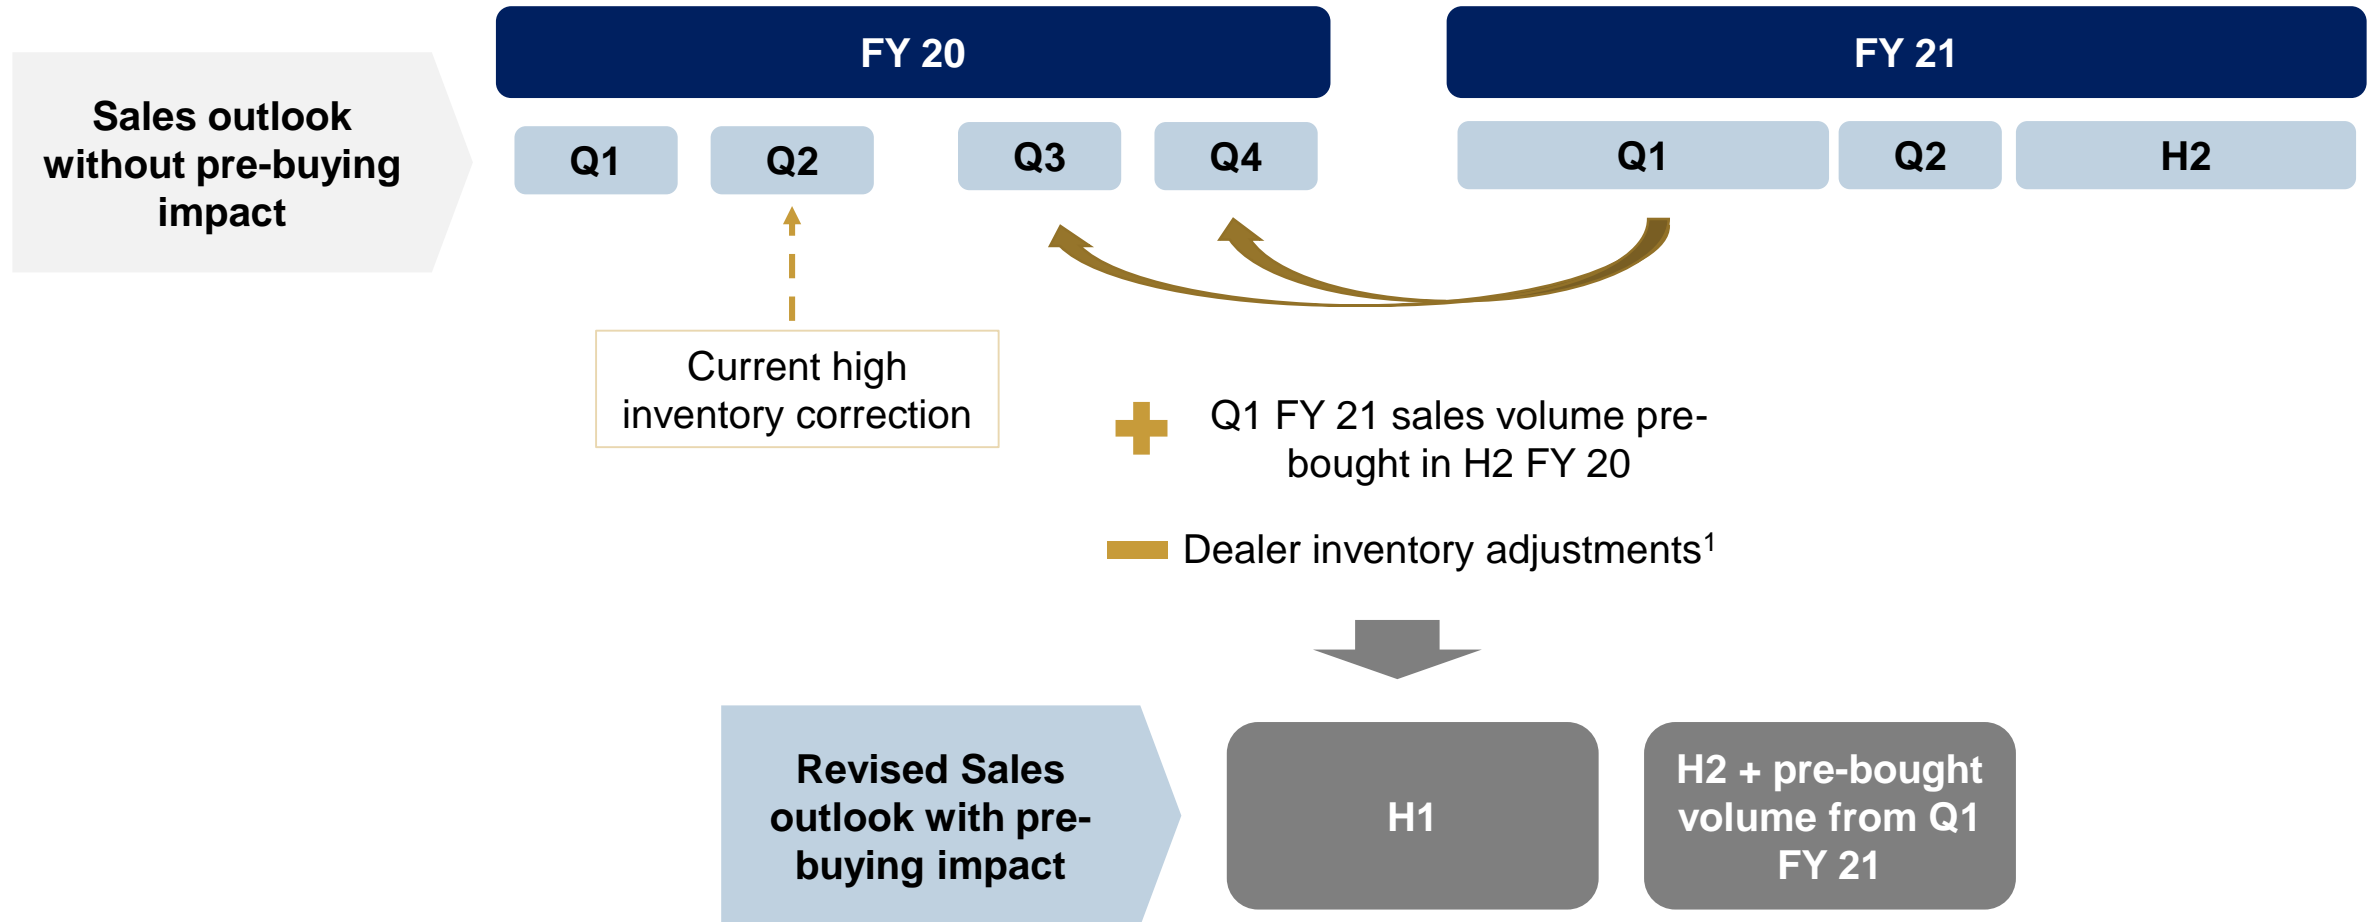 FY 20
FY 21
Sales outlook
without pre-buying
impact
Q1
Q2
Q3
Q4
Q1
Q2
H2
Current high
inventory correction
Q1 FY 21 sales volume pre-
bought in H2 FY 20
Dealer inventory adjustments¹
Revised Sales
outlook with pre-
buying impact
H1
H2 + pre-bought
volume from Q1
FY 21